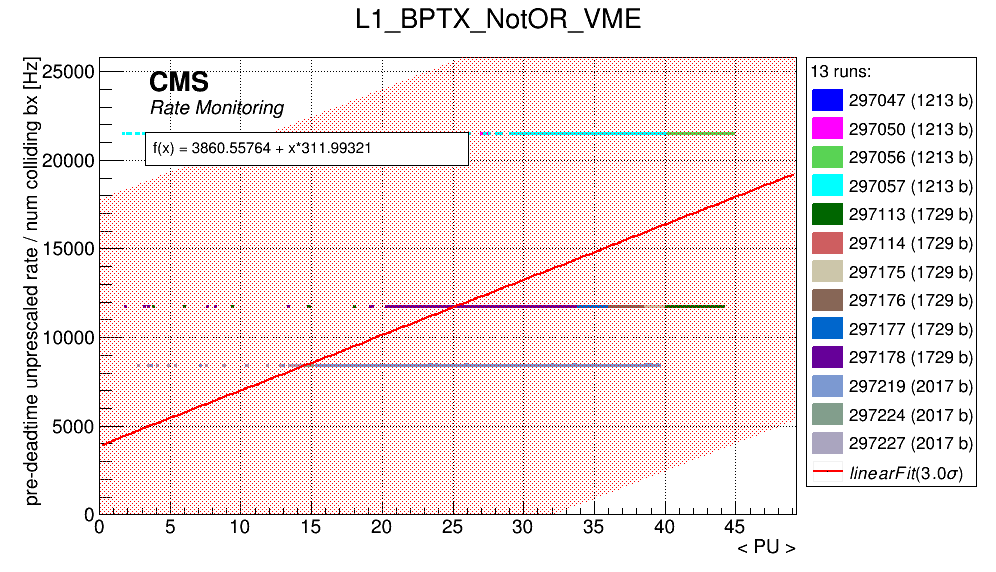 L1_BPTX_NotOR_VME
pre-deadtime unprescaled rate / num colliding bx [Hz]
25000
20000
15000
10000
5000
0
CMS
Rate Monitoring
f(x) = 3860.55764 + x*311.99321
0 5 10 15 20 25 30 35 40 45
< PU >
13 runs:
297047 (1213 b)
297050 (1213 b)
297056 (1213 b)
297057 (1213 b)
297113 (1729 b)
297114 (1729 b)
297175 (1729 b)
297176 (1729 b)
297177 (1729 b)
297178 (1729 b)
297219 (2017 b)
297224 (2017 b)
297227 (2017 b)
linearFit(3.0σ)